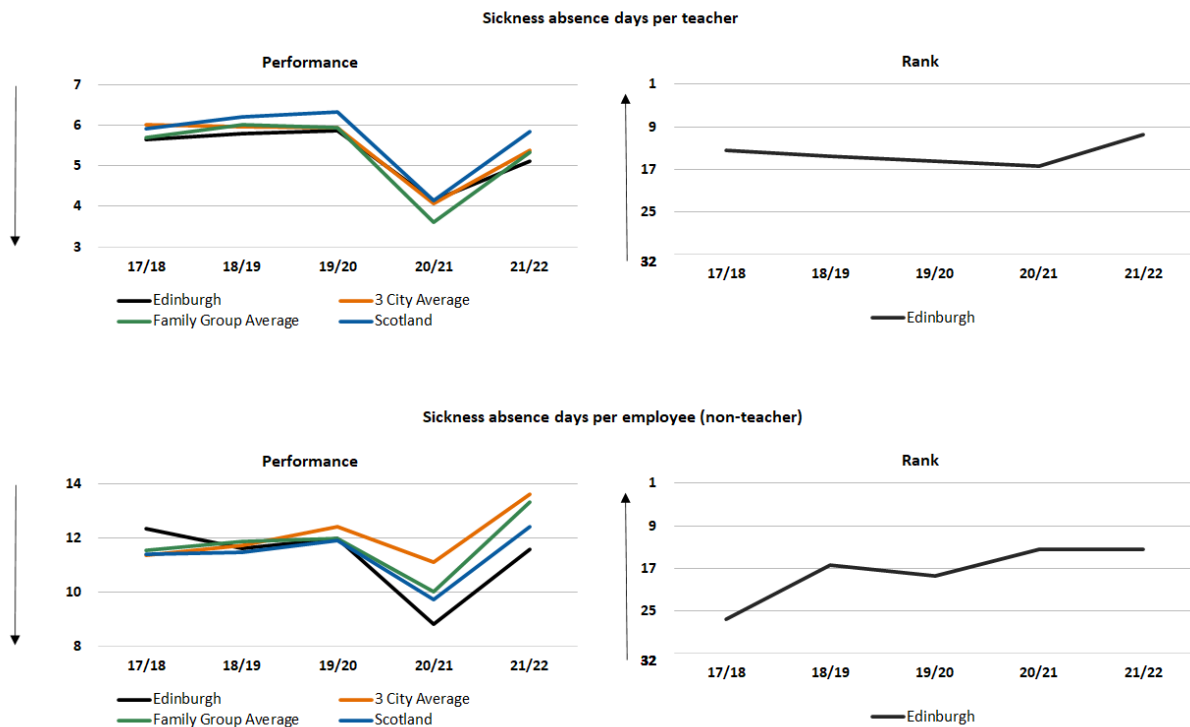 Sickness absence days per teacher
Performance
7
6
5
4
3
17/18 18/19 19/20 20/21 21/22
Edinburgh 3 City Average
Family Group Average Scotland
Rank
1
9
17
25
32
17/18 18/19 19/20 20/21 21/22
Edinburgh
Sickness absence days per employee (non-teacher)
Performance
14
12
10
8
17/18 18/19 19/20 20/21 21/22
Edinburgh 3 City Average
Family Group Average Scotland
Rank
1
9
17
25
32
17/18 18/19 19/20 20/21 21/22
Edinburgh